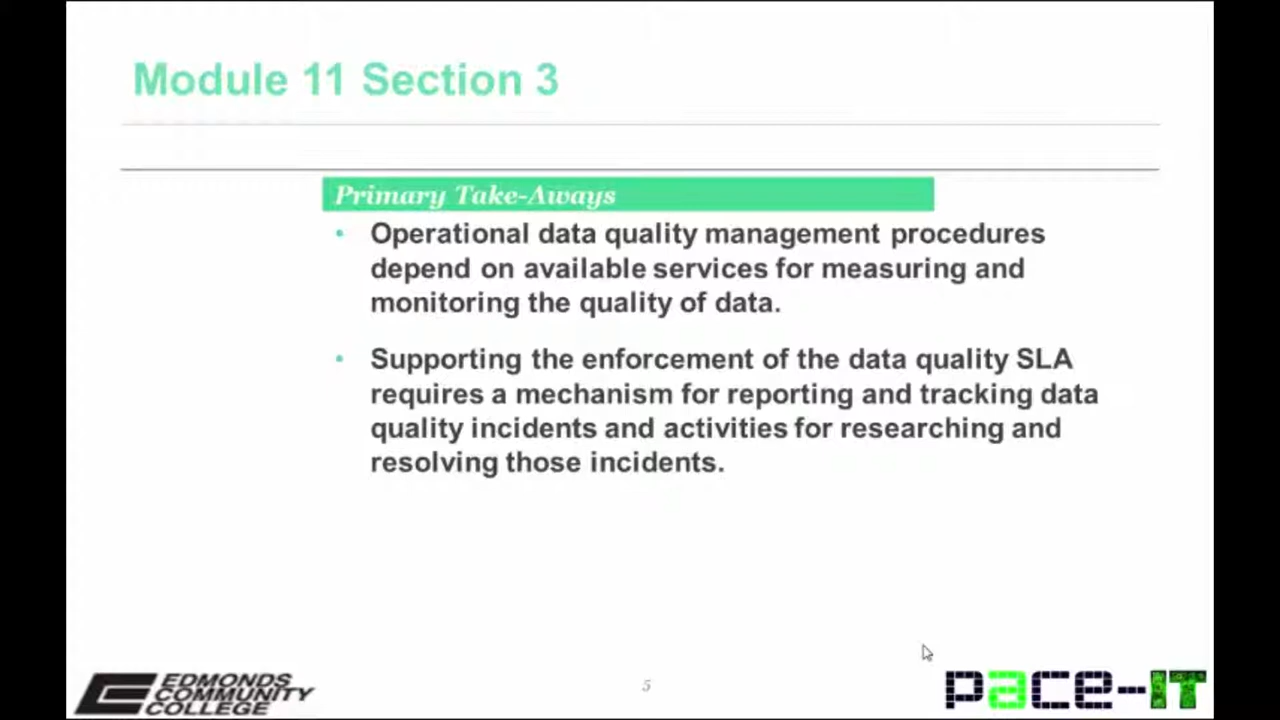 Module 11 Section 3
Primary Take-Aways
• Operational data quality management procedures
depend on available services for measuring and
monitoring the quality of data.
• Supporting the enforcement of the data quality SLA
requires a mechanism for reporting and tracking data
quality incidents and activities for researching and
resolving those incidents.
EDMONDS
COMMUNITY
COLLEGE
5
pace-IT